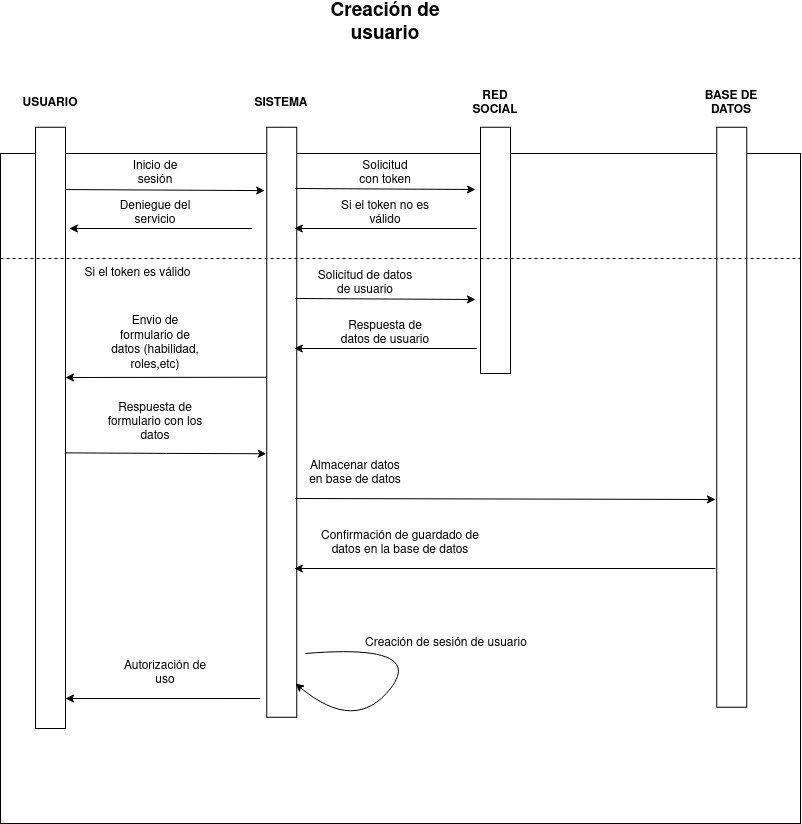 Creación de
usuario
USUARIO
SISTEMA
RED
SOCIAL
BASE DE
DATOS
Inicio de
sesión
Solicitud
con token
Deniegue del
servicio
Si el token no es
válido
Si el token es válido
Solicitud de datos
de usuario
Envio de
formulario de
datos (habilidad,
roles,etc)
Respuesta de
datos de usuario
Respuesta de
formulario con los
datos
Almacenar datos
en base de datos
Confirmación de guardado de
datos en la base de datos
Creación de sesión de usuario
Autorización de
uso